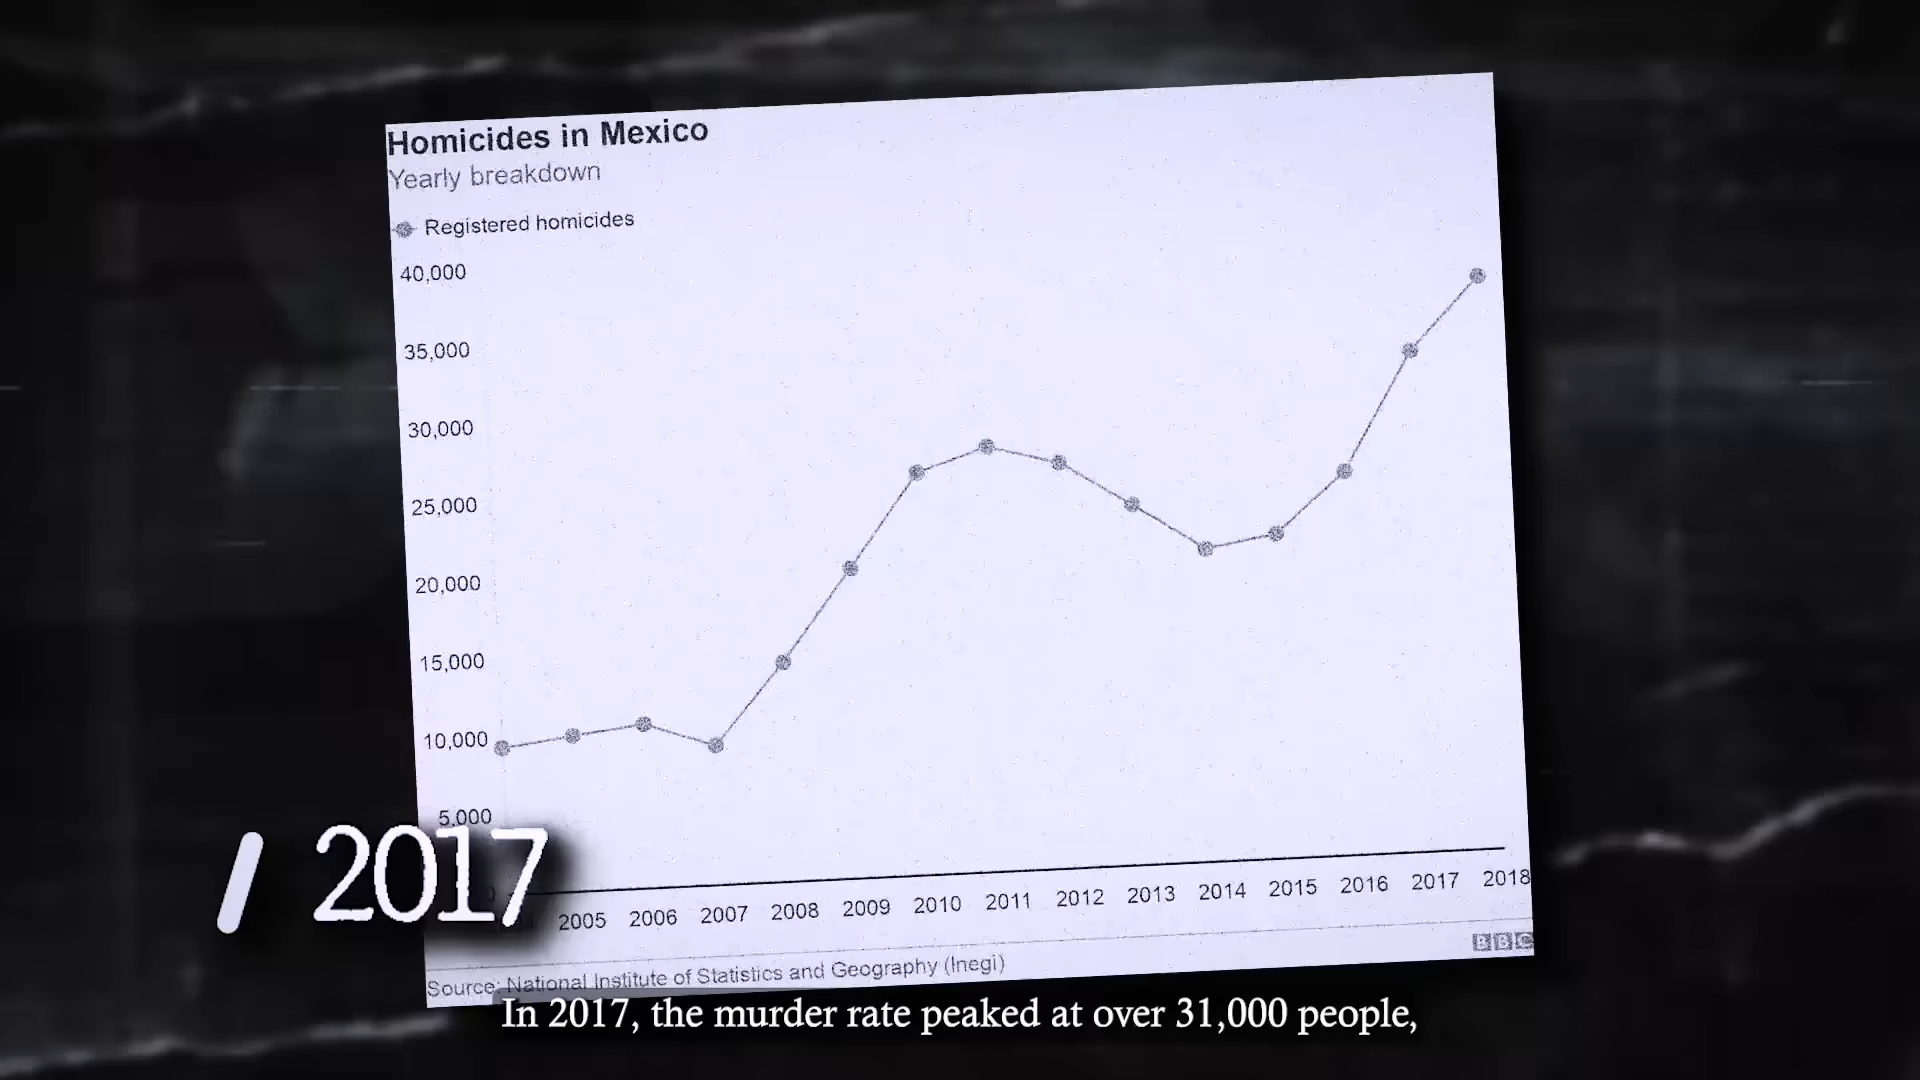 Homicides in Mexico
Yearly breakdown
Registered homicides
40,000
35,000
30,000
25,000
20,000
15,000
10,000
5,000
/ 2017
2005 2006 2007 2008 2009 2010 2011 2012 2013 2014 2015 2016 2017 2018
BBC
Source: National Institute of Statistics and Geography (Inegi)
In 2017, the murder rate peaked at over 31,000 people,